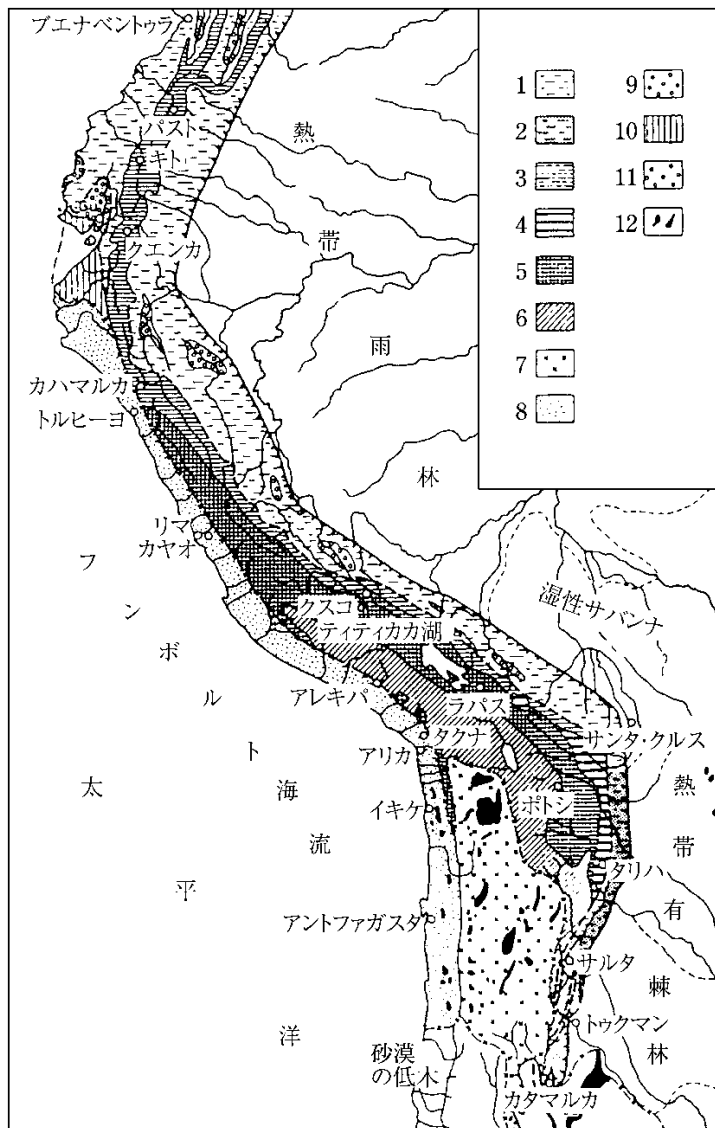 ブエナベントゥラ
パスト
キト
クエンカ
カハマルカ
トルヒーヨ
リマ
カヤオ
クスコ
ティティカカ湖
アレキパ
ラパス
タクナ
アリカ
サンタ・クルス
イキケ
ポトシ
タリハ
アントファガスタ
サルタ
トゥクマン
砂漠
の低木
カタマルカ
熱帯雨林
湿性サバンナ
熱帯有棘林
フンボルト海流
太平洋
1
2
3
4
5
6
7
8
9
10
11
12